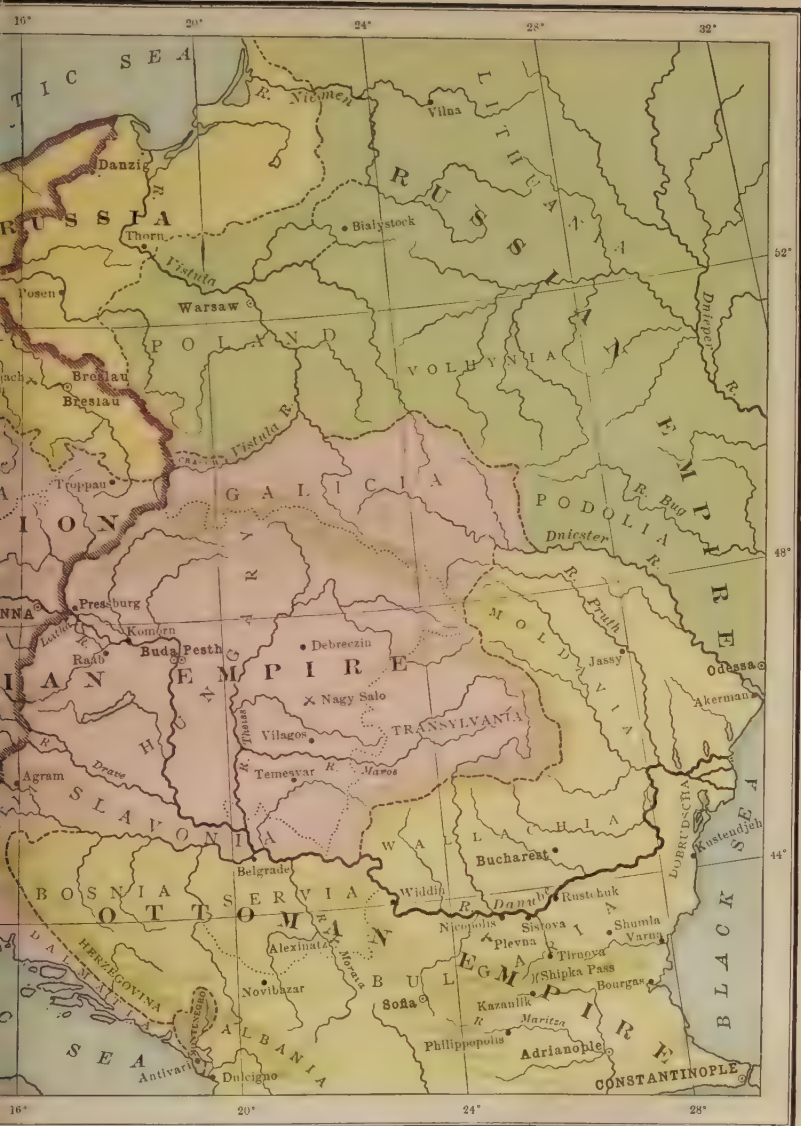 16°
20°
24°
28°
32°
TIC SEA
R. Niemen
Vilna
LITHUANIA
Danzig
R.
RUSSIA
RUSSIAN
Thorn
Bialystock
Vistula
52°
Posen
Warsaw
Dnieper
R.
POLAND
VOLHYNIA
Breslau
Breslau
Vistula R.
EMPIRE
Troppau
GALICIA
PODOLIA
R. Bug
ION
Dniester
R.
48°
Pressburg
NNA
Leitha R.
Komorn
Raab
Buda Pesth
HUNGARY
Debreczin
R. Pruth
MOLDAVIA
Jassy
Odessa
IAN EMPIRE
Akerman
Nagy Salo
TRANSYLVANIA
Vilagos
R. Theiss
R. Maros
Temesvar
R. Drave
Agram
SLAVONIA
WALLACHIA
DOBRUDSCHA
Kustendjeh
44°
Bucharest
Belgrade
BOSNIA
SERVIA
Widdin
R. Danube
Rustchuk
OTTOMAN EMPIRE
Nicopolis
Sistova
Shumla
Varna
Plevna
Tirnova
Alexinatz
R. Morava
BULGARIA
Shipka Pass
Bourgas
HERZEGOVINA
DALMATIA
Novibazar
Sofia
Kazanlik
BLACK SEA
MONTENEGRO
ALBANIA
R. Maritza
Philippopolis
Adrianople
SEA
Antivari
Dulcigno
CONSTANTINOPLE
16°
20°
24°
28°